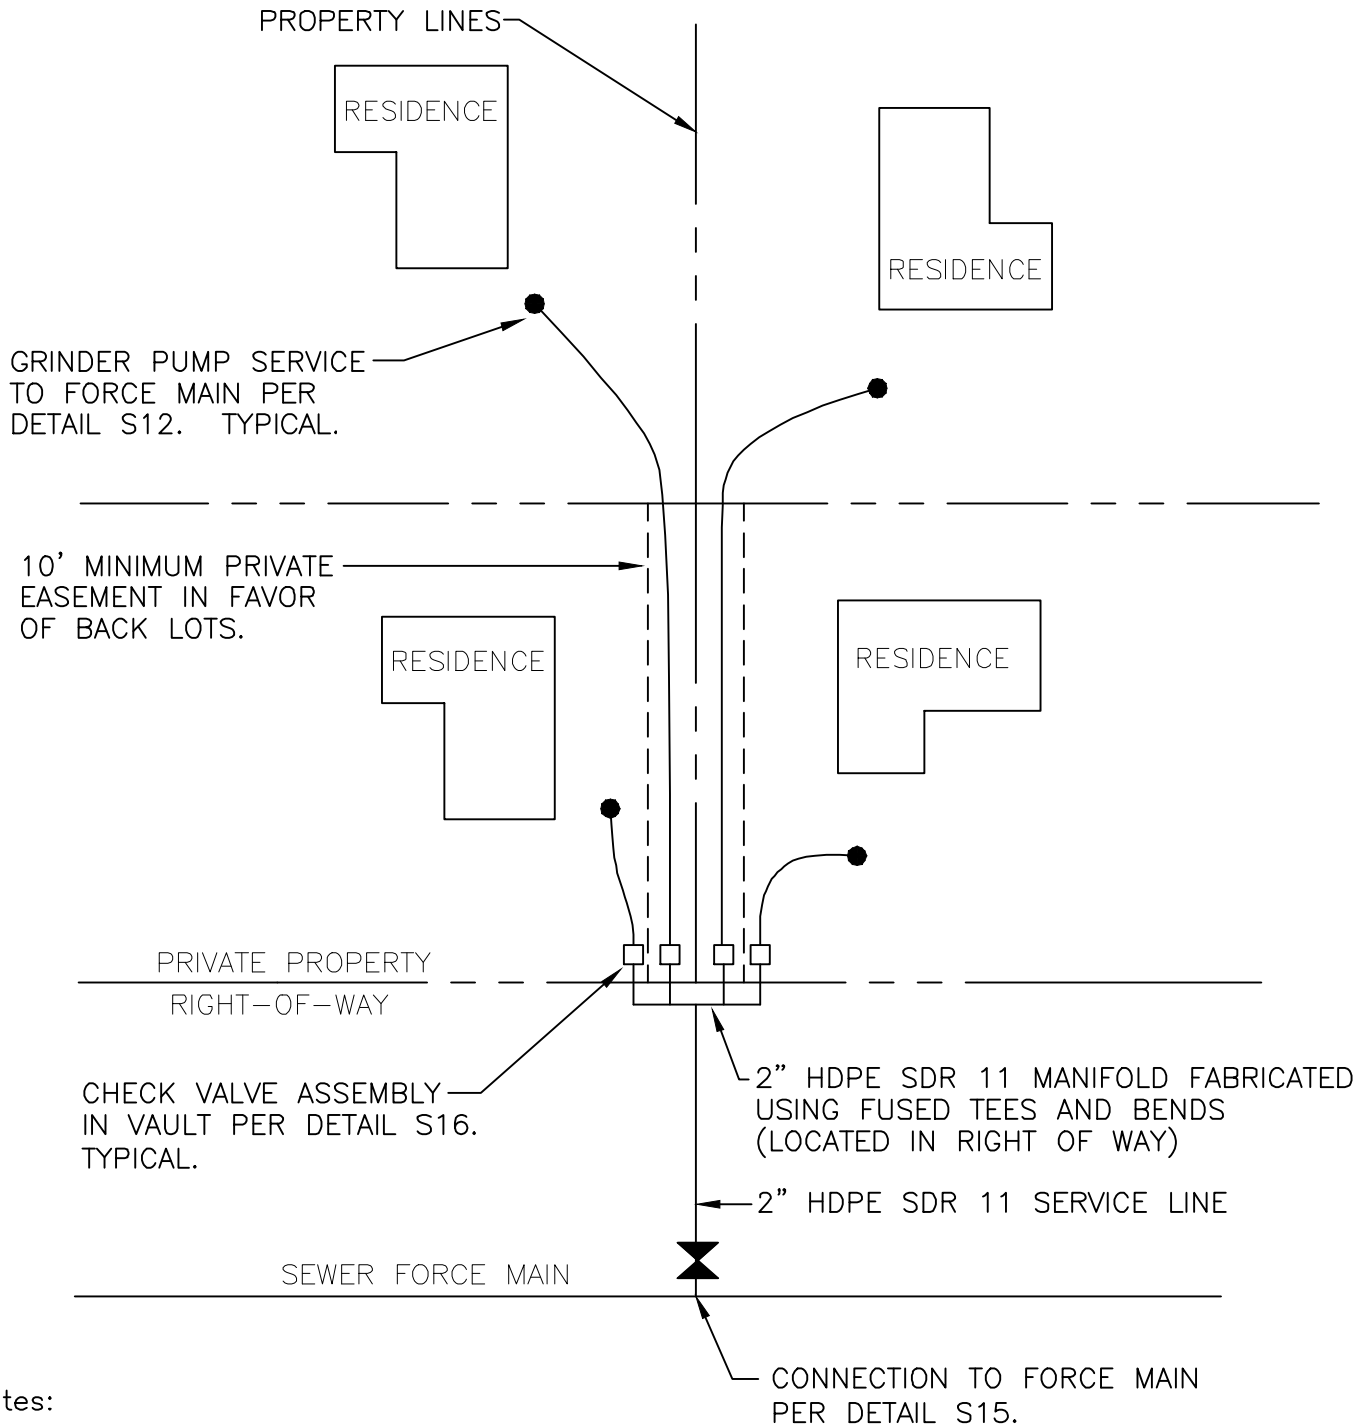 PROPERTY LINES
RESIDENCE
RESIDENCE
GRINDER PUMP SERVICE
TO FORCE MAIN PER
DETAIL S12. TYPICAL.
10' MINIMUM PRIVATE
EASEMENT IN FAVOR
OF BACK LOTS.
RESIDENCE
RESIDENCE
PRIVATE PROPERTY
RIGHT-OF-WAY
CHECK VALVE ASSEMBLY
IN VAULT PER DETAIL S16.
TYPICAL.
2" HDPE SDR 11 MANIFOLD FABRICATED
USING FUSED TEES AND BENDS
(LOCATED IN RIGHT OF WAY)
2" HDPE SDR 11 SERVICE LINE
SEWER FORCE MAIN
CONNECTION TO FORCE MAIN
PER DETAIL S15.
tes: